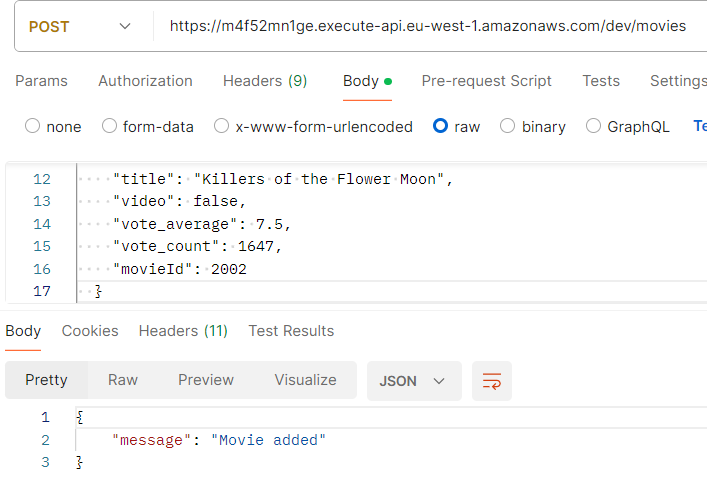 POST https://m4f52mn1ge.execute-api.eu-west-1.amazonaws.com/dev/movies
Params Authorization Headers (9) Body Pre-request Script Tests Settings
none form-data x-www-form-urlencoded raw binary GraphQL Te
12 "title": "Killers of the Flower Moon",
13 "video": false,
14 "vote_average": 7.5,
15 "vote_count": 1647,
16 "movieId": 2002
17 }
Body Cookies Headers (11) Test Results
Pretty Raw Preview Visualize JSON
1 {
2 "message": "Movie added"
3 }